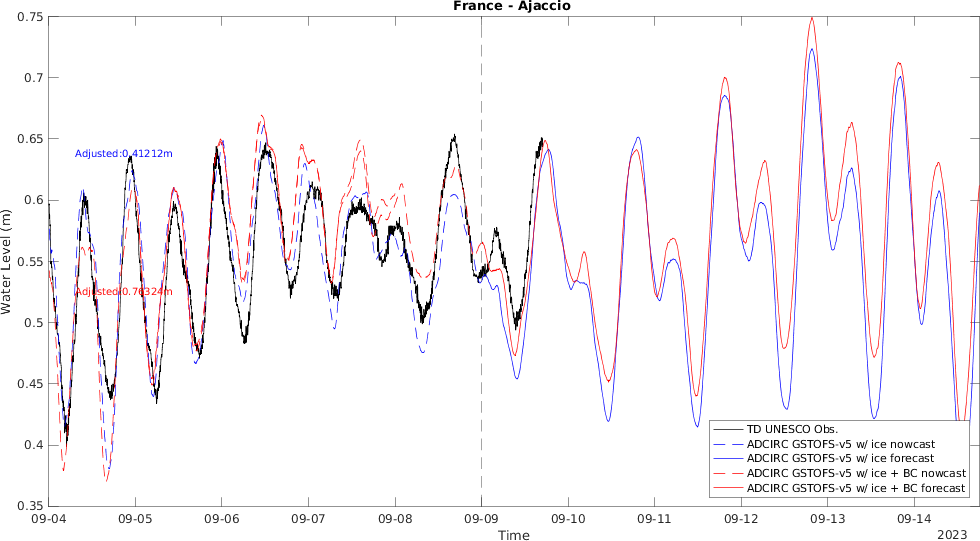 France - Ajaccio
0.75
0.7
0.65
0.6
0.55
0.5
0.45
0.4
0.35
Water Level (m)
Adjusted:0.41212m
Adjusted:0.76324m
TD UNESCO Obs.
ADCIRC GSTOFS-v5 w/ ice nowcast
ADCIRC GSTOFS-v5 w/ ice forecast
ADCIRC GSTOFS-v5 w/ ice + BC nowcast
ADCIRC GSTOFS-v5 w/ ice + BC forecast
09-04 09-05 09-06 09-07 09-08 09-09 09-10 09-11 09-12 09-13 09-14
Time
2023